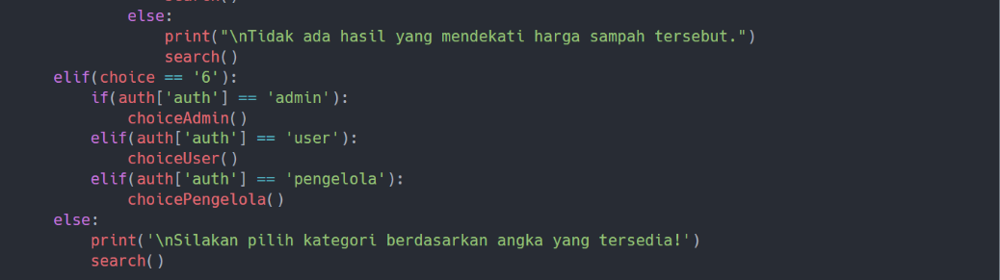 search()
else:
print("\nTidak ada hasil yang mendekati harga sampah tersebut.")
search()
elif(choice == '6'):
if(auth['auth'] == 'admin'):
choiceAdmin()
elif(auth['auth'] == 'user'):
choiceUser()
elif(auth['auth'] == 'pengelola'):
choicePengelola()
else:
print('\nSilakan pilih kategori berdasarkan angka yang tersedia!')
search()